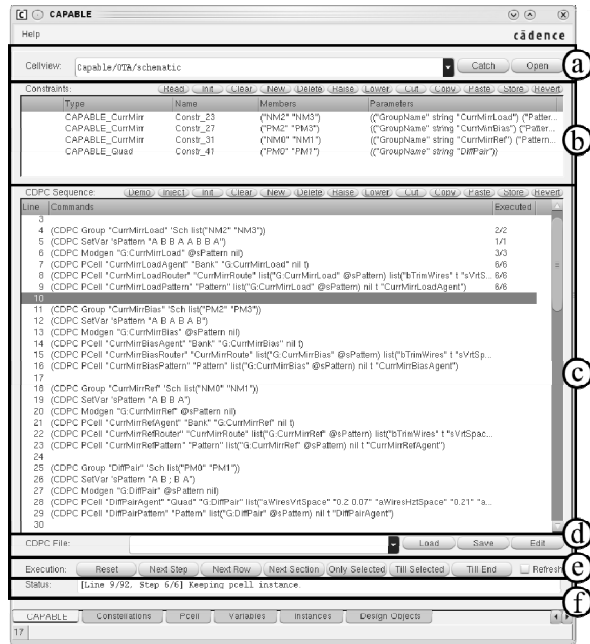 CAPABLE
Help
cādence
Cellview: Capable/OTA/schematic Catch Open
a
Constraints: Read Init Clear New Delete Raise Lower Cut Copy Paste Store Revert
Type Name Members Parameters
CAPABLE_CurrMirr Constr_23 ("NM2" "NM3") (("GroupName" string "CurrMirrLoad") ("Patter...
CAPABLE_CurrMirr Constr_27 ("PM2" "PM3") (("GroupName" string "CurrMirrBias") ("Patter...
CAPABLE_CurrMirr Constr_31 ("NM0" "NM1") (("GroupName" string "CurrMirrRef") ("Pattern...
CAPABLE_Quad Constr_41 ("PM0" "PM1") (("GroupName" string "DiffPair"))
b
CDPC Sequence: Demo Inject Init Clear New Delete Raise Lower Cut Copy Paste Store Revert
Line Commands Executed
3
4 (CDPC Group "CurrMirrLoad" 'Sch list("NM2" "NM3")) 2/2
5 (CDPC SetVar 'sPattern "A B B A A B B A") 1/1
6 (CDPC Modgen "G:CurrMirrLoad" @sPattern nil) 3/3
7 (CDPC PCell "CurrMirrLoadAgent" "Bank" "G:CurrMirrLoad" nil t) 6/6
8 (CDPC PCell "CurrMirrLoadRouter" "CurrMirrRoute" list("G:CurrMirrLoad" @sPattern) list("bTrimWires" t "sVrtS... 6/6
9 (CDPC PCell "CurrMirrLoadPattern" "Pattern" list("G:CurrMirrLoad" @sPattern) nil t "CurrMirrLoadAgent") 6/6
10
11 (CDPC Group "CurrMirrBias" 'Sch list("PM2" "PM3"))
12 (CDPC SetVar 'sPattern "A B A B A B")
13 (CDPC Modgen "G:CurrMirrBias" @sPattern nil)
14 (CDPC PCell "CurrMirrBiasAgent" "Bank" "G:CurrMirrBias" nil t)
15 (CDPC PCell "CurrMirrBiasRouter" "CurrMirrRoute" list("G:CurrMirrBias" @sPattern) list("bTrimWires" t "sVrtSp...
16 (CDPC PCell "CurrMirrBiasPattern" "Pattern" list("G:CurrMirrBias" @sPattern) nil t "CurrMirrBiasAgent")
17
18 (CDPC Group "CurrMirrRef" 'Sch list("NM0" "NM1"))
19 (CDPC SetVar 'sPattern "A B B A")
20 (CDPC Modgen "G:CurrMirrRef" @sPattern nil)
21 (CDPC PCell "CurrMirrRefAgent" "Bank" "G:CurrMirrRef" nil t)
22 (CDPC PCell "CurrMirrRefRouter" "CurrMirrRoute" list("G:CurrMirrRef" @sPattern) list("bTrimWires" t "sVrtSpac...
23 (CDPC PCell "CurrMirrRefPattern" "Pattern" list("G:CurrMirrRef" @sPattern) nil t "CurrMirrRefAgent")
24
25 (CDPC Group "DiffPair" 'Sch list("PM0" "PM1"))
26 (CDPC SetVar 'sPattern "A B ; B A")
27 (CDPC Modgen "G:DiffPair" @sPattern nil)
28 (CDPC PCell "DiffPairAgent" "Quad" "G:DiffPair" list("aWiresVrtSpace" "0.2 0.07" "aWiresHztSpace" "0.21" "a...
29 (CDPC PCell "DiffPairPattern" "Pattern" list("G:DiffPair" @sPattern) nil t "DiffPairAgent")
30
c
CDPC File: Load Save Edit
d
Execution: Reset Next Step Next Row Next Section Only Selected Till Selected Till End Refresh
e
Status: [Line 9/92, Step 6/6] Keeping pcell instance.
f
CAPABLE Constellations Pcell Variables Instances Design Objects
17